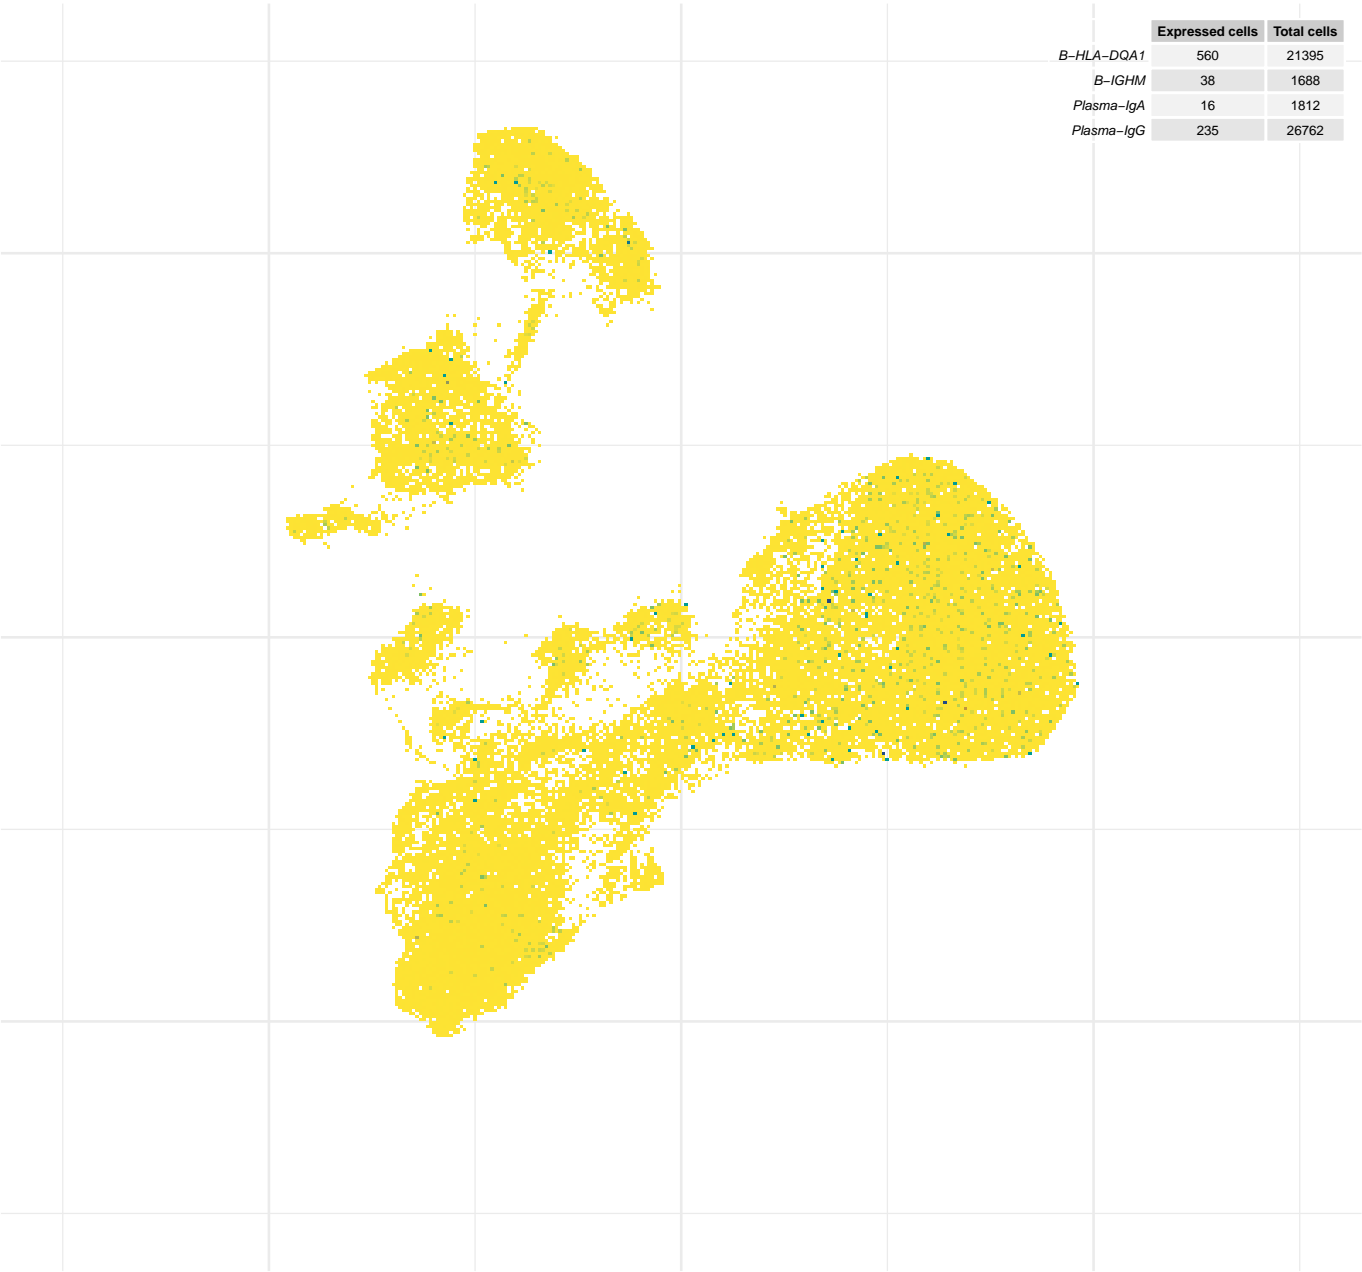 Expressed cells Total cells
B−HLA−DQA1 560 21395
B−IGHM 38 1688
Plasma−IgA 16 1812
Plasma−IgG 235 26762